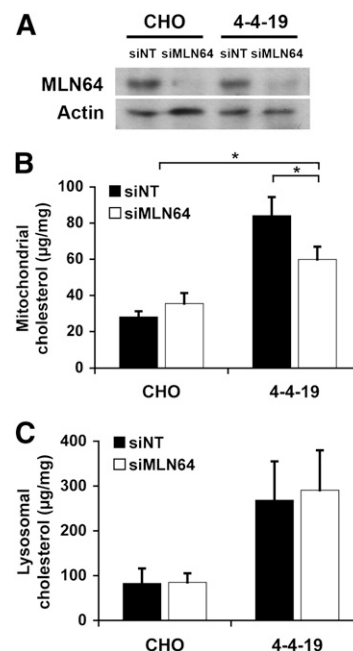 A
CHO 4-4-19
siNT siMLN64 siNT siMLN64
MLN64
Actin
B
*
*
siNT
siMLN64
Mitochondrial
cholesterol (µg/mg)
100
80
60
40
20
0
CHO 4-4-19
C
siNT
siMLN64
Lysosomal
cholesterol (µg/mg)
400
300
200
100
0
CHO 4-4-19